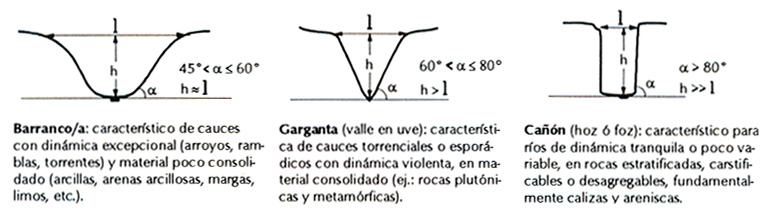 l
h
α
45°< α ≤ 60°
h ≈ l
Barranco/a: característico de cauces
con dinámica excepcional (arroyos, ram-
blas, torrentes) y material poco consoli-
dado (arcillas, arenas arcillosas, margas,
limos, etc.).
l
h
α
60° < α ≤ 80°
h > l
Garganta (valle en uve): característi-
ca de cauces torrenciales o esporá-
dicos con dinámica violenta, en ma-
terial consolidado (ej.: rocas plutóni-
cas y metamórficas).
l
h
α
α > 80°
h >> l
Cañón (hoz ó foz): característico para
ríos de dinámica tranquila o poco va-
riable, en rocas estratificadas, carstifi-
cables o desagregables, fundamental-
mente calizas y areniscas.